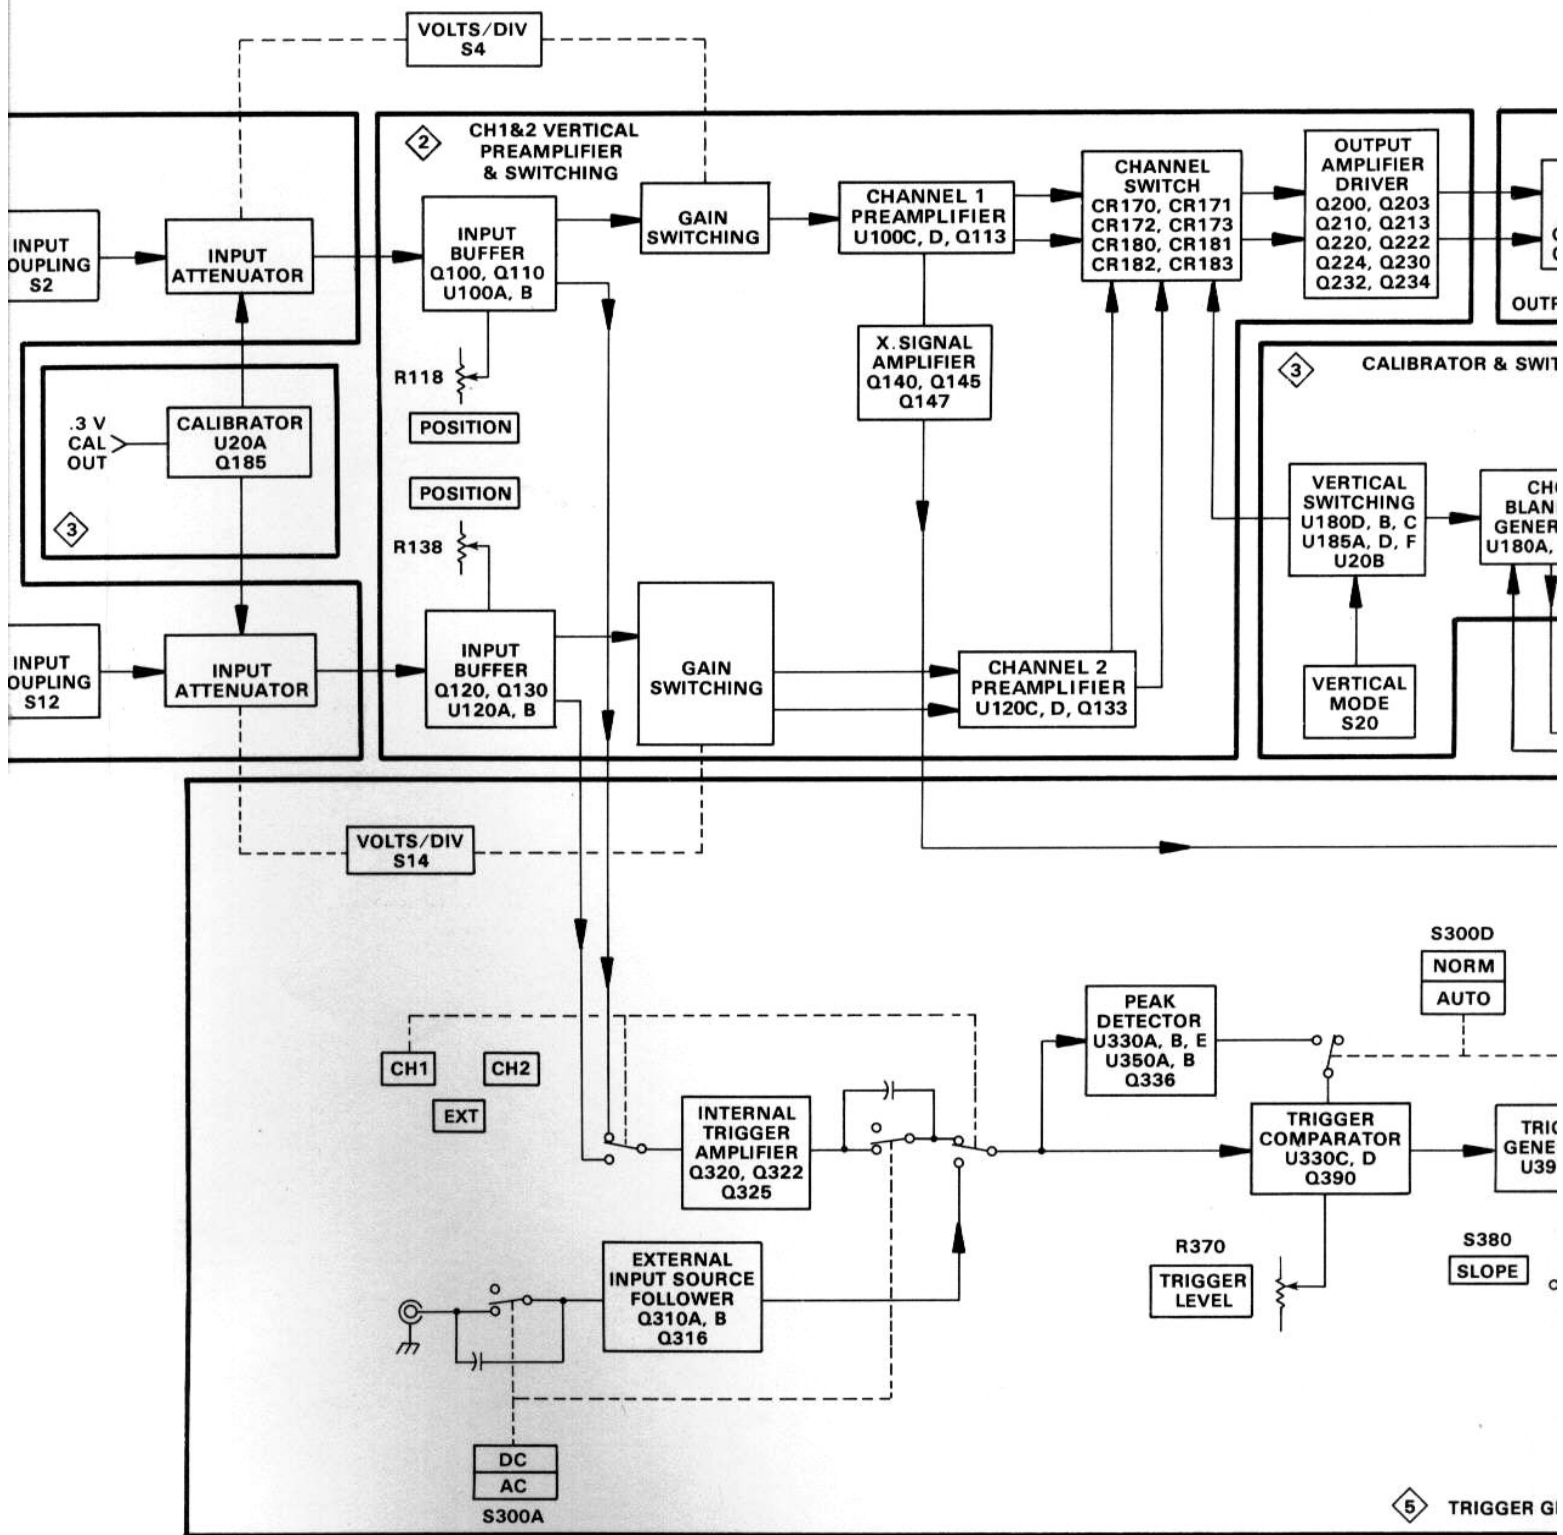 VOLTS/DIV
S4
2
CH1&2 VERTICAL
PREAMPLIFIER
& SWITCHING
INPUT
OUPLING
S2
INPUT
ATTENUATOR
INPUT
BUFFER
Q100, Q110
U100A, B
GAIN
SWITCHING
CHANNEL 1
PREAMPLIFIER
U100C, D, Q113
CHANNEL
SWITCH
CR170, CR171
CR172, CR173
CR180, CR181
CR182, CR183
OUTPUT
AMPLIFIER
DRIVER
Q200, Q203
Q210, Q213
Q220, Q222
Q224, Q230
Q232, Q234
OUTP
R118
POSITION
X.SIGNAL
AMPLIFIER
Q140, Q145
Q147
3
CALIBRATOR & SWIT
.3 V
CAL
OUT
CALIBRATOR
U20A
Q185
3
POSITION
R138
VERTICAL
SWITCHING
U180D, B, C
U185A, D, F
U20B
CHO
BLAN
GENER
U180A,
INPUT
OUPLING
S12
INPUT
ATTENUATOR
INPUT
BUFFER
Q120, Q130
U120A, B
GAIN
SWITCHING
CHANNEL 2
PREAMPLIFIER
U120C, D, Q133
VERTICAL
MODE
S20
VOLTS/DIV
S14
S300D
NORM
AUTO
PEAK
DETECTOR
U330A, B, E
U350A, B
Q336
CH1
CH2
EXT
INTERNAL
TRIGGER
AMPLIFIER
Q320, Q322
Q325
TRIGGER
COMPARATOR
U330C, D
Q390
TRIG
GENE
U39
EXTERNAL
INPUT SOURCE
FOLLOWER
Q310A, B
Q316
R370
TRIGGER
LEVEL
S380
SLOPE
DC
AC
S300A
5
TRIGGER G